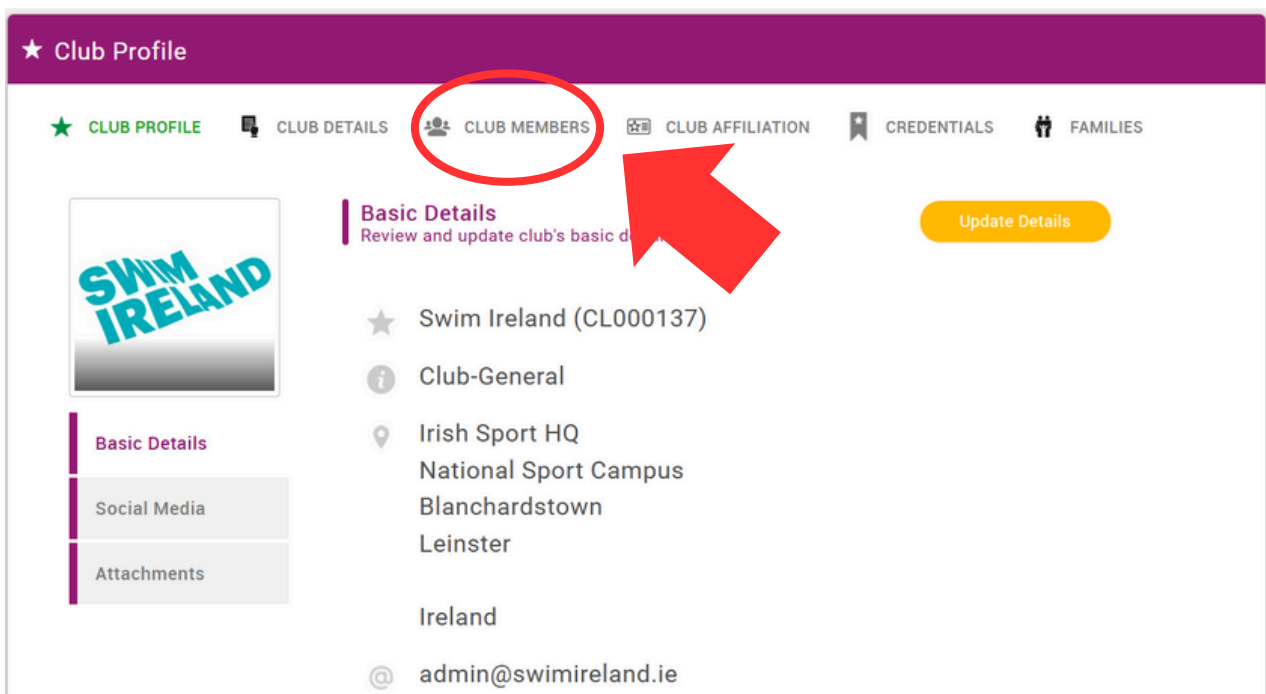 Club Profile
CLUB PROFILE CLUB DETAILS CLUB MEMBERS CLUB AFFILIATION CREDENTIALS FAMILIES
SWIM
IRELAND
Basic Details
Social Media
Attachments
Basic Details
Review and update club's basic
Update Details
Swim Ireland (CL000137)
Club-General
Irish Sport HQ
National Sport Campus
Blanchardstown
Leinster
Ireland
admin@swimireland.ie